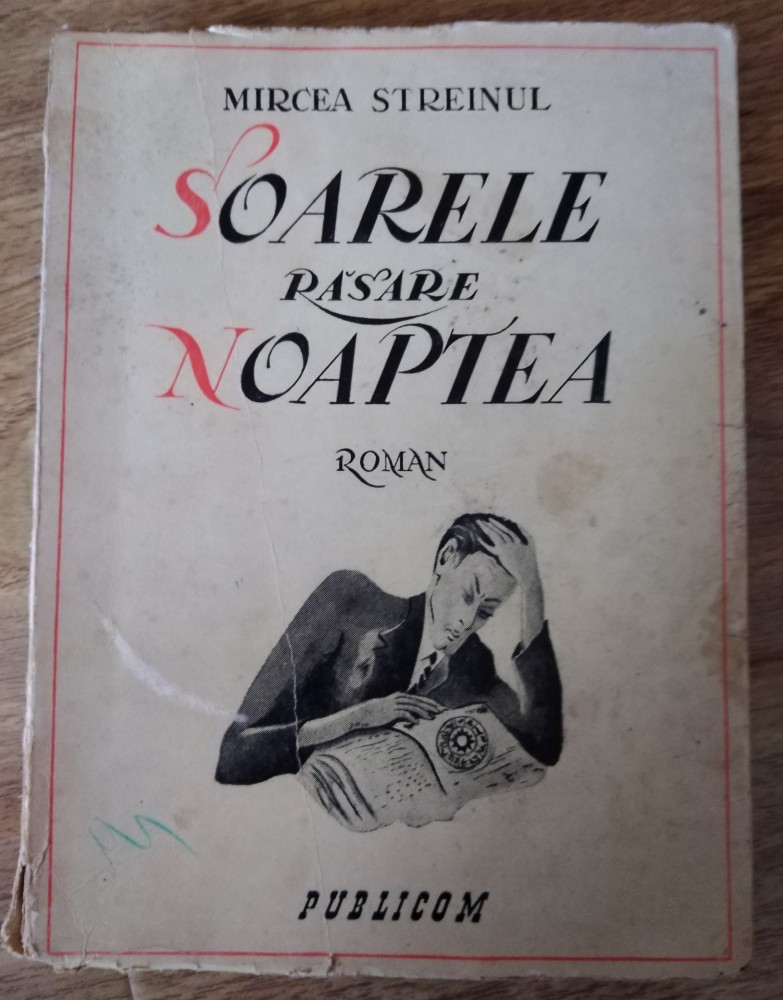 MIRCEA STREINUL
SOARELE
RĂSARE
NOAPTEA
ROMAN
PUBLICOM